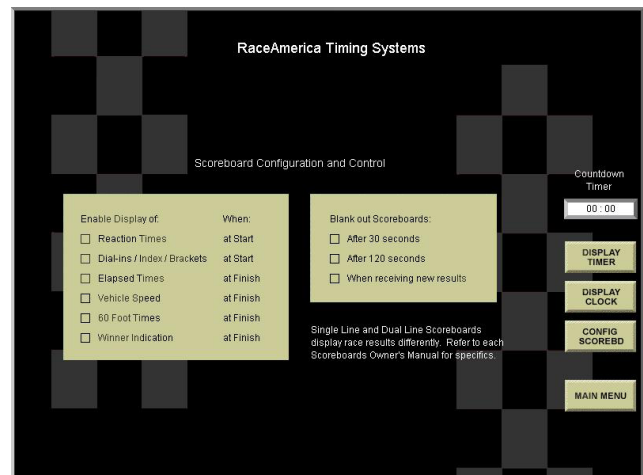 RaceAmerica Timing Systems
Scoreboard Configuration and Control
Enable Display of: When:
Reaction Times at Start
Dial-ins / Index / Brackets at Start
Elapsed Times at Finish
Vehicle Speed at Finish
60 Foot Times at Finish
Winner Indication at Finish
Blank out Scoreboards:
After 30 seconds
After 120 seconds
When receiving new results
Single Line and Dual Line Scoreboards
display race results differently. Refer to each
Scoreboards Owner's Manual for specifics.
Countdown
Timer
00 : 00
DISPLAY
TIMER
DISPLAY
CLOCK
CONFIG
SCOREBD
MAIN MENU